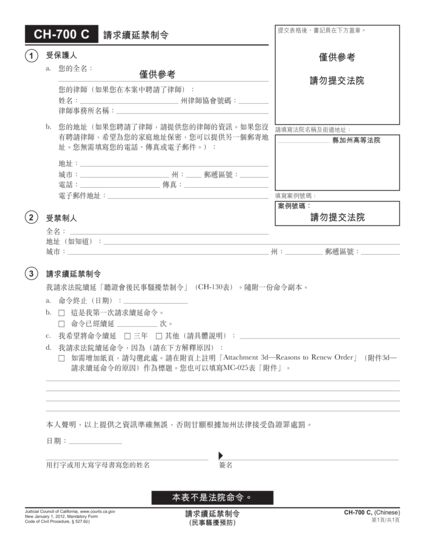 CH-700 C 請求續延禁制令
提交表格後，書記員在下方蓋章。
僅供參考
請勿提交法院
1 受保護人
a. 您的全名：
僅供參考
您的律師（如果您在本案中聘請了律師）：
姓名： 州律師協會號碼：
律師事務所名稱：
b. 您的地址（如果您聘請了律師，請提供您的律師的資訊。如果您沒
有聘請律師，希望為您的家庭地址保密，您可以提供另一個郵寄地
址。您無需填寫您的電話、傳真或電子郵件。）：
請填寫法院名稱及街道地址：
縣加州高等法院
地址：
城市： 州： 郵遞區號：
電話： 傳真：
電子郵件地址：
填寫案例號碼：
案例號碼：
請勿提交法院
2 受禁制人
全名：
地址（如知道）：
城市： 州： 郵遞區號：
3 請求續延禁制令
我請求法院續延「聽證會後民事騷擾禁制令」（CH-130表）。隨附一份命令副本。
a. 命令終止（日期）：
b. □ 這是我第一次請求續延命令。
□ 命令已經續延 次。
c. 我希望將命令續延 □ 三年 □ 其他（請具體說明）：
d. 我請求法院續延命令，因為（請在下方解釋原因）：
□ 如需增加紙頁，請勾選此處。請在附頁上註明「Attachment 3d—Reasons to Renew Order」（附件3d—
請求續延命令的原因）作為標題。您也可以填寫MC-025表「附件」。
本人聲明，以上提供之資訊準確無誤，否則甘願根據加州法律接受偽證罪處罰。
日期：
用打字或用大寫字母書寫您的姓名 簽名
本表不是法院命令。
Judicial Council of California, www.courts.ca.gov
New January 1, 2012, Mandatory Form
Code of Civil Procedure, § 527.6(i)
請求續延禁制令
(民事騷擾預防)
CH-700 C, (Chinese)
第1頁/共1頁